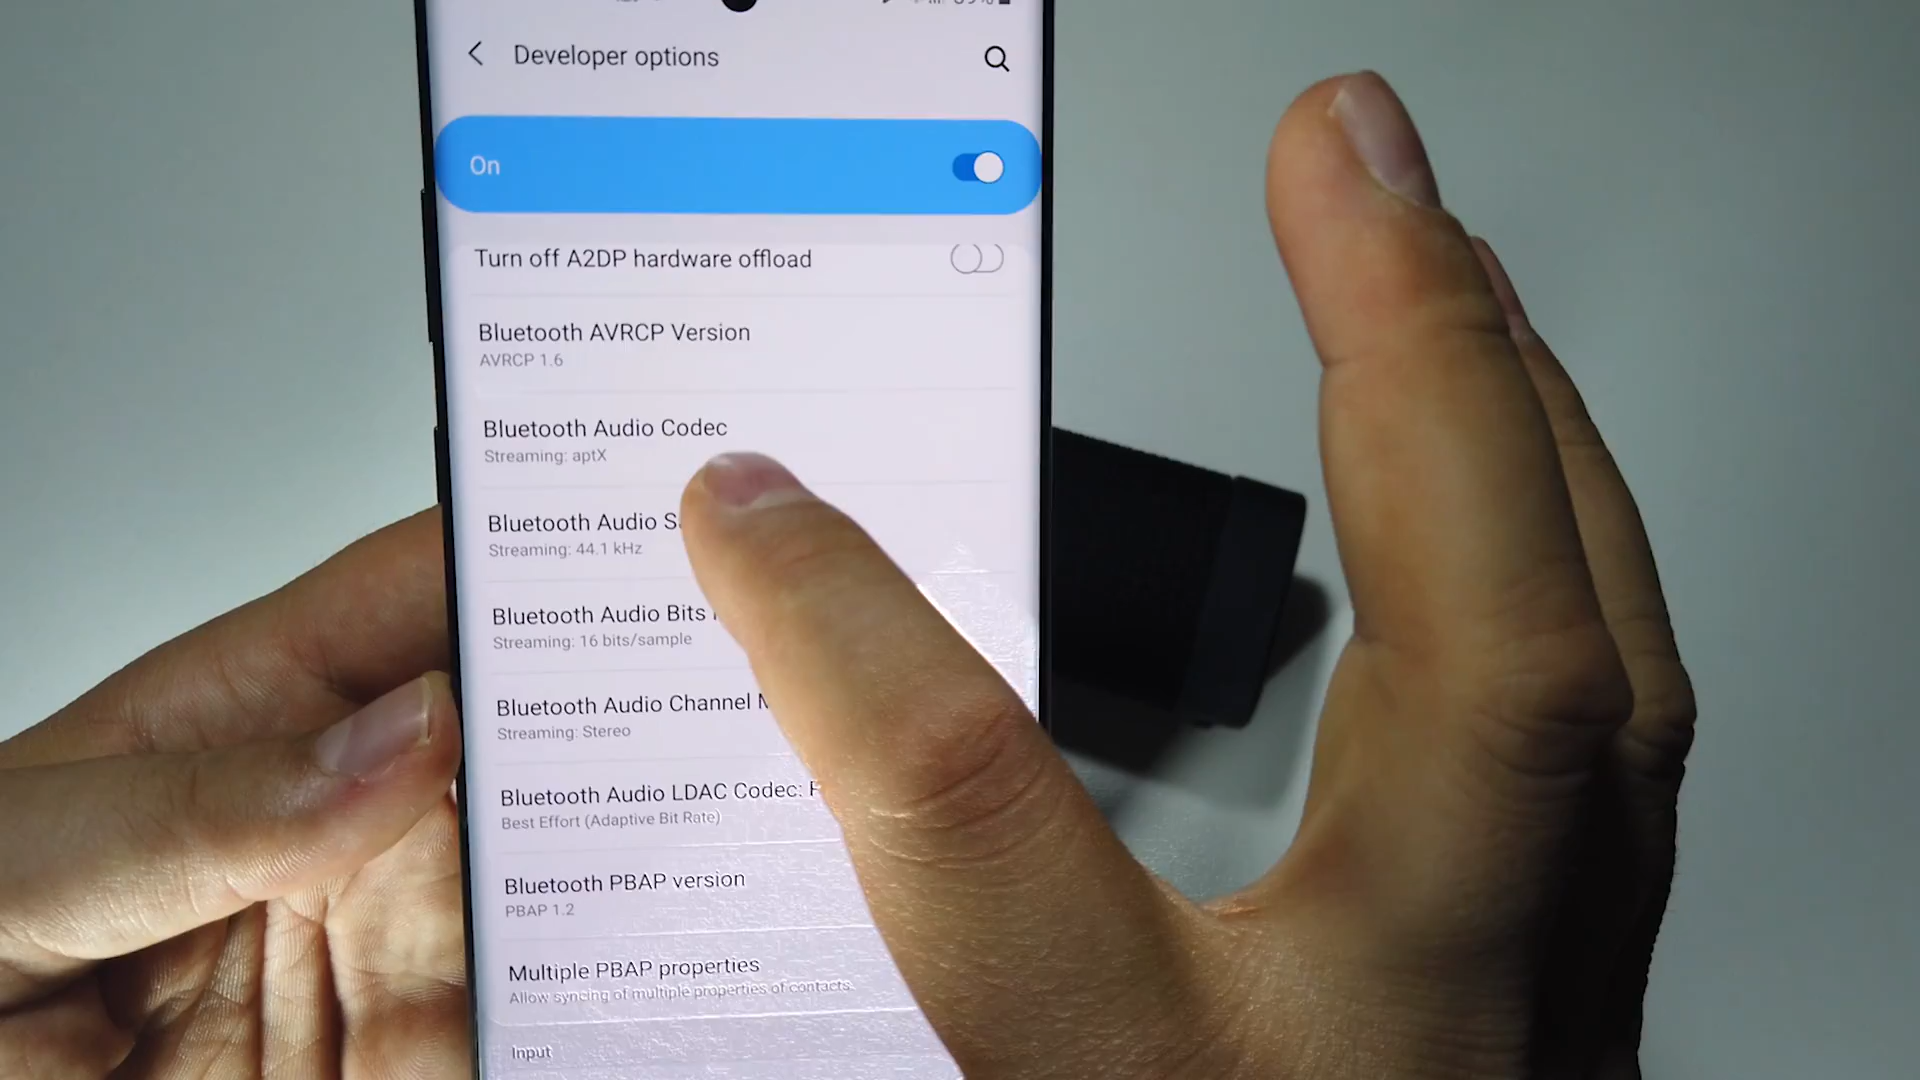 Developer options
On
Turn off A2DP hardware offload
Bluetooth AVRCP Version
AVRCP 1.6
Bluetooth Audio Codec
Streaming: aptX
Bluetooth Audio
Streaming: 44.1 kHz
Bluetooth Audio Bits
Streaming: 16 bits/sample
Bluetooth Audio Channel
Streaming: Stereo
Bluetooth Audio LDAC Codec:
Best Effort (Adaptive Bit Rate)
Bluetooth PBAP version
PBAP 1.2
Multiple PBAP properties
Allow syncing of multiple properties of contacts.
Input